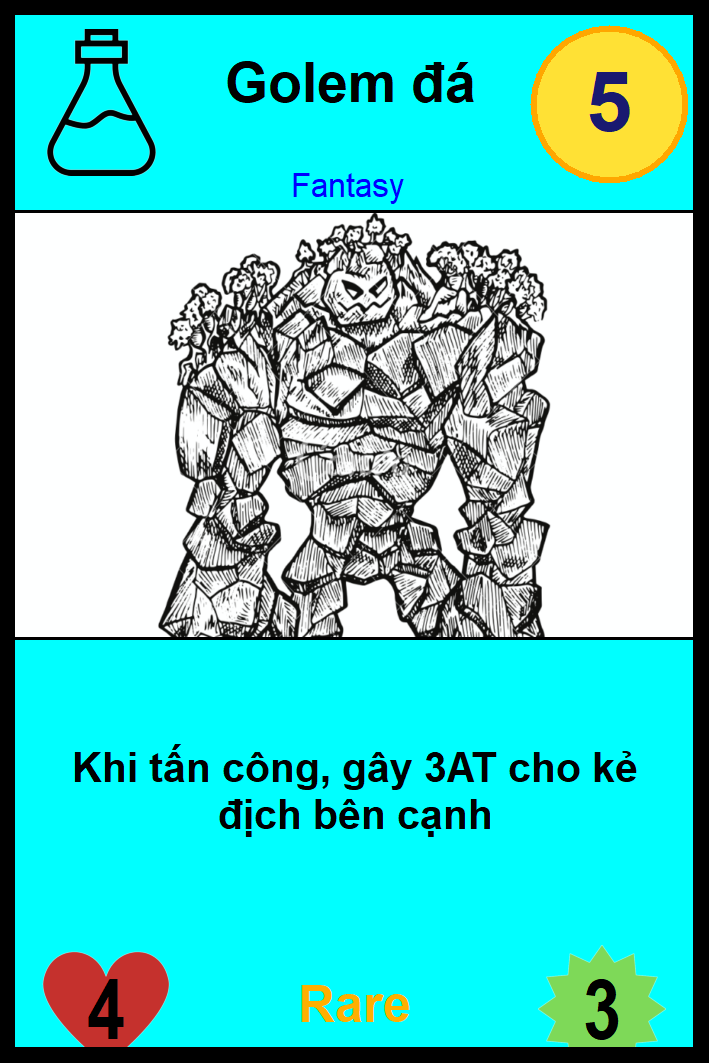 Golem đá
5
Fantasy
Khi tấn công, gây 3AT cho kẻ
địch bên cạnh
4
Rare
3